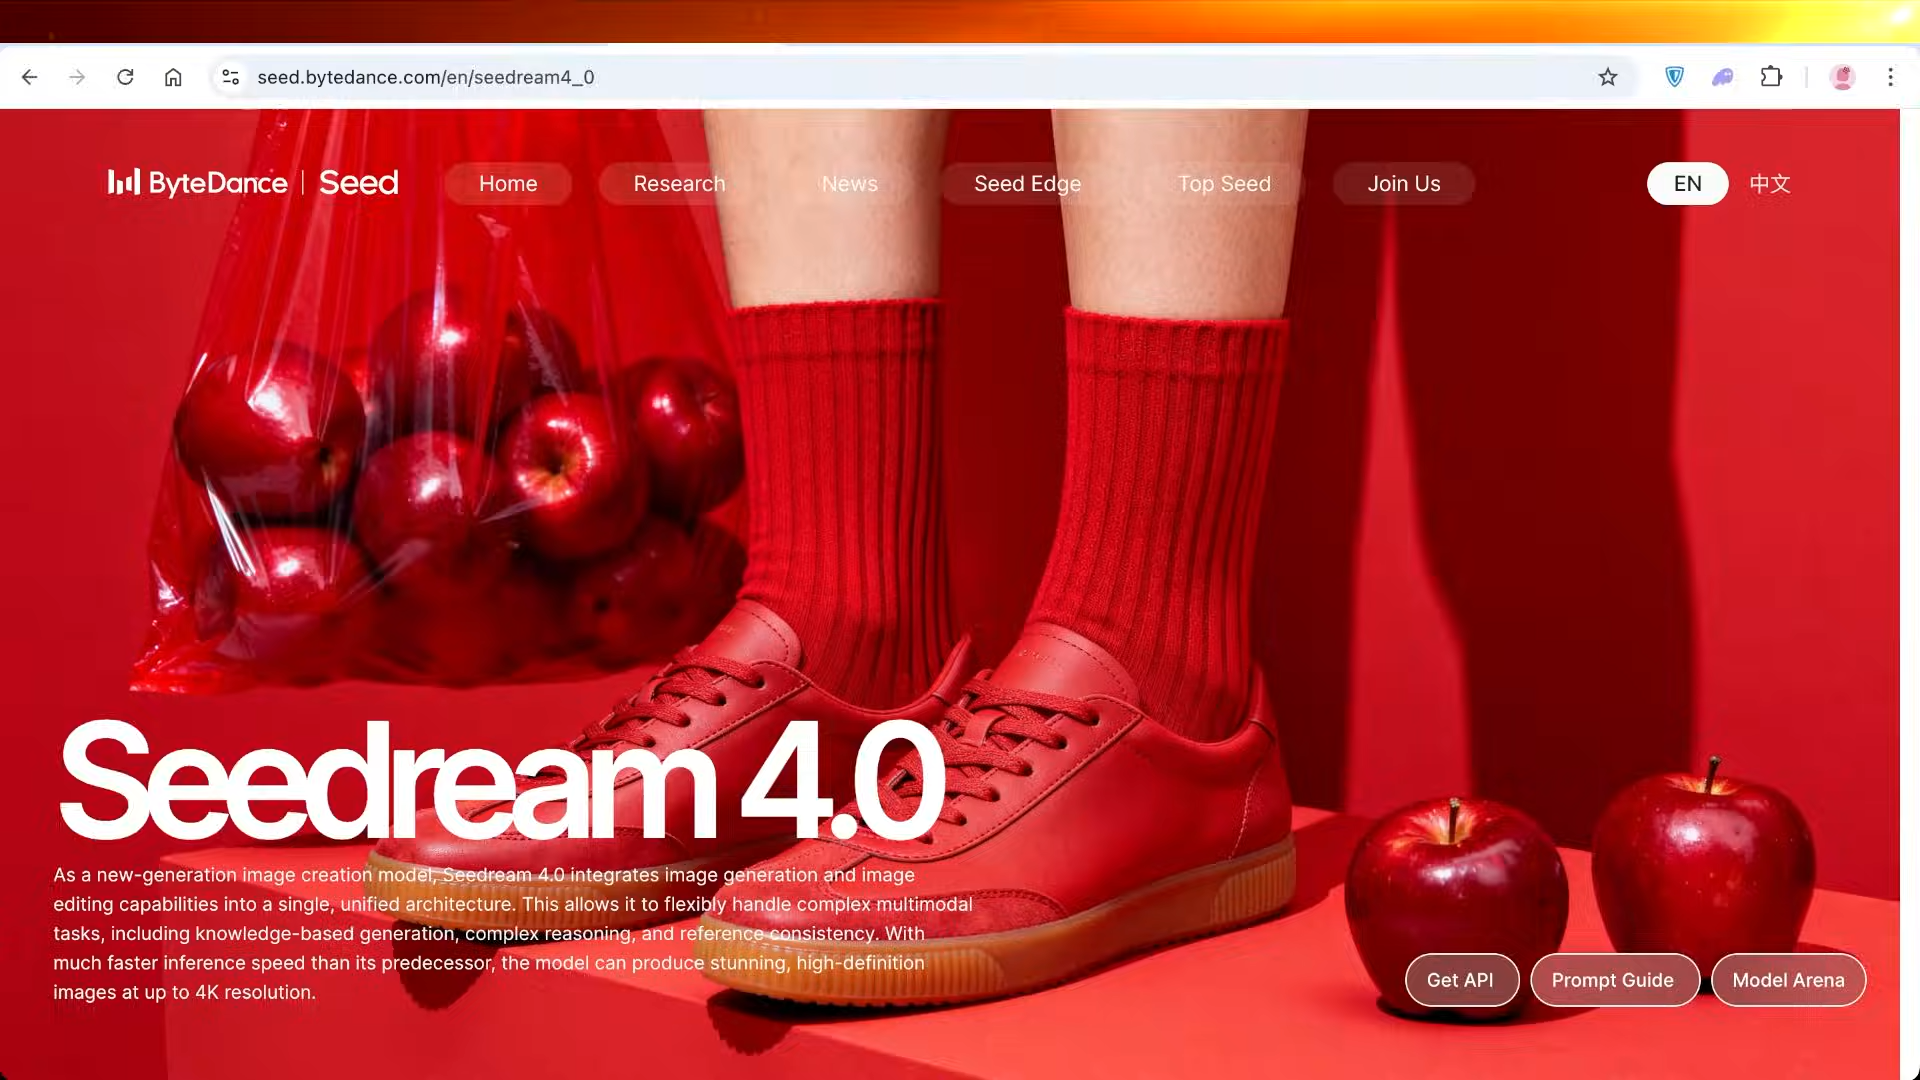 seed.bytedance.com/en/seedream4_0
ByteDance | Seed
Home
Research
News
Seed Edge
Top Seed
Join Us
EN
中文
Seedream 4.0
As a new-generation image creation model, Seedream 4.0 integrates image generation and image
editing capabilities into a single, unified architecture. This allows it to flexibly handle complex multimodal
tasks, including knowledge-based generation, complex reasoning, and reference consistency. With
much faster inference speed than its predecessor, the model can produce stunning, high-definition
images at up to 4K resolution.
Get API
Prompt Guide
Model Arena